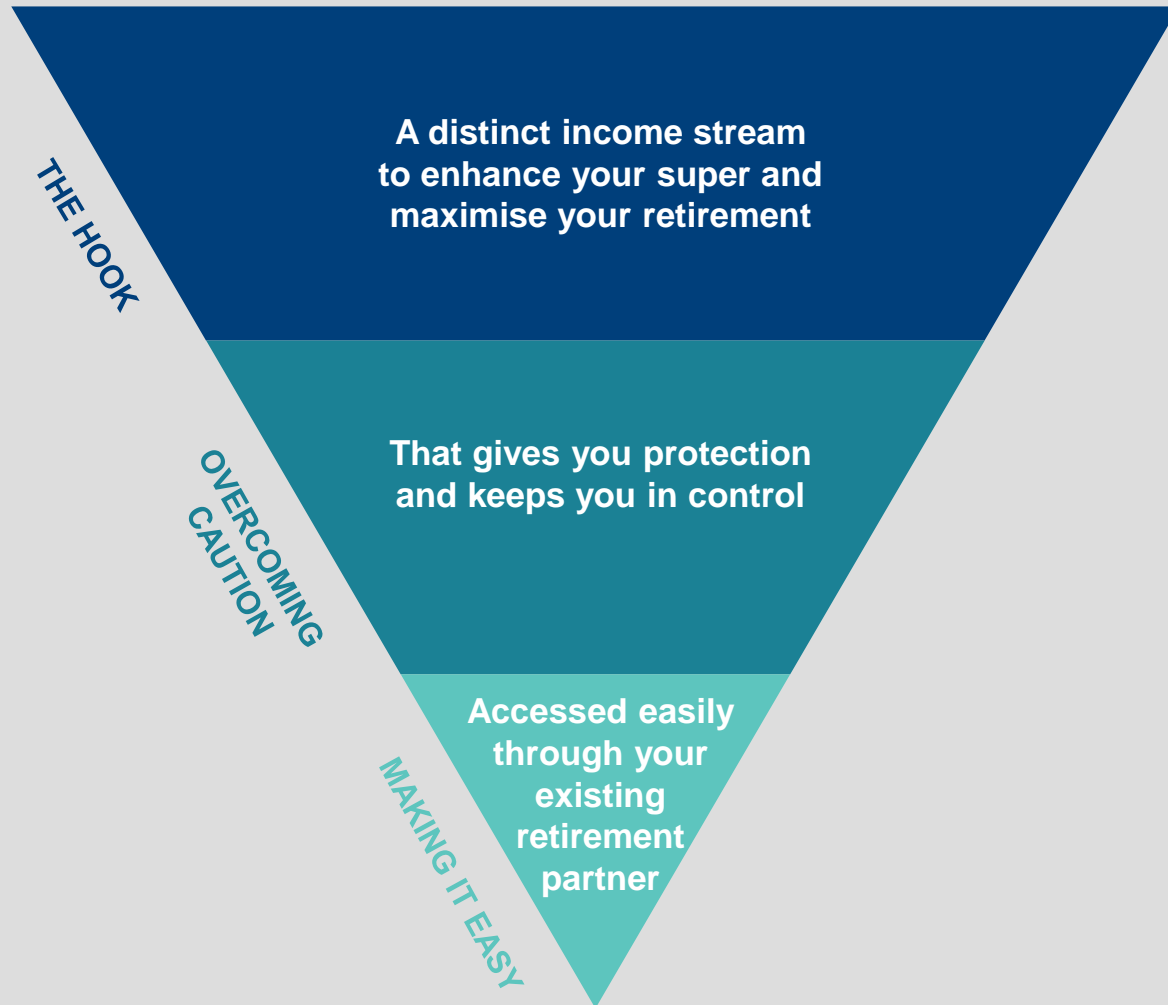 THE HOOK
A distinct income stream
to enhance your super and
maximise your retirement
OVERCOMING
CAUTION
That gives you protection
and keeps you in control
MAKING IT EASY
Accessed easily
through your
existing
retirement
partner